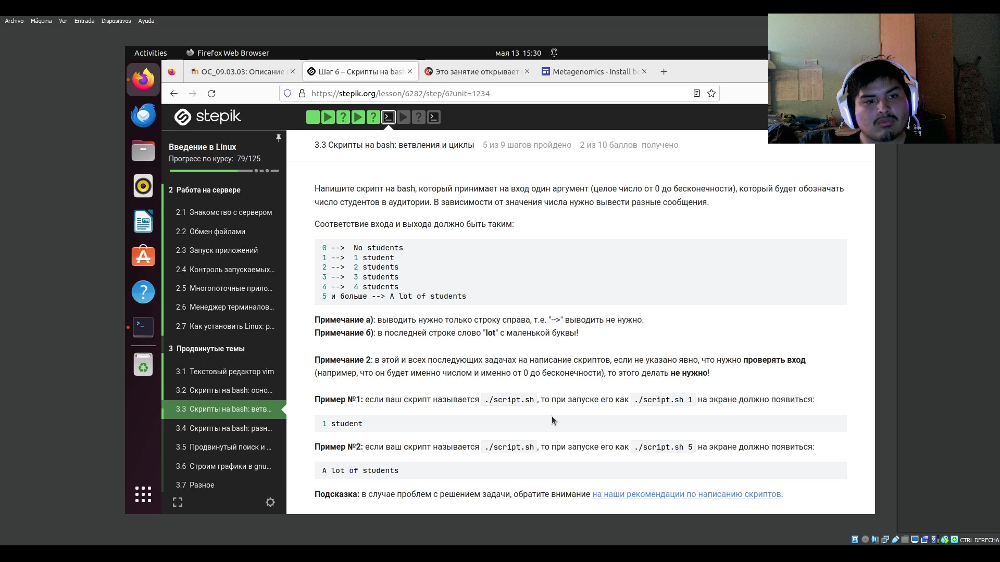 Archivo Máquina Ver Entrada Dispositivos Ayuda
Activities Firefox Web Browser мая 13 15:30
ОС_09.03.03: Описание Шаг 6 – Скрипты на bash Это занятие открывает Metagenomics - Install bc
https://stepik.org/lesson/6282/step/6?unit=1234
stepik
Введение в Linux
Прогресс по курсу: 79/125
2 Работа на сервере
2.1 Знакомство с сервером
2.2 Обмен файлами
2.3 Запуск приложений
2.4 Контроль запускаемых...
2.5 Многопоточные прило...
2.6 Менеджер терминалов...
2.7 Как установить Linux: p...
3 Продвинутые темы
3.1 Текстовый редактор vim
3.2 Скрипты на bash: осно...
3.3 Скрипты на bash: ветв...
3.4 Скрипты на bash: разн...
3.5 Продвинутый поиск и ...
3.6 Строим графики в gnu...
3.7 Разное
3.3 Скрипты на bash: ветвления и циклы 5 из 9 шагов пройдено 2 из 10 баллов получено
Напишите скрипт на bash, который принимает на вход один аргумент (целое число от 0 до бесконечности), который будет обозначать
число студентов в аудитории. В зависимости от значения числа нужно вывести разные сообщения.
Соответствие входа и выхода должно быть таким:
0 --> No students
1 --> 1 student
2 --> 2 students
3 --> 3 students
4 --> 4 students
5 и больше --> A lot of students
Примечание а): выводить нужно только строку справа, т.е. "-->" выводить не нужно.
Примечание б): в последней строке слово "lot" с маленькой буквы!
Примечание 2: в этой и всех последующих задачах на написание скриптов, если не указано явно, что нужно проверять вход
(например, что он будет именно числом и именно от 0 до бесконечности), то этого делать не нужно!
Пример №1: если ваш скрипт называется ./script.sh, то при запуске его как ./script.sh 1 на экране должно появиться:
1 student
Пример №2: если ваш скрипт называется ./script.sh, то при запуске его как ./script.sh 5 на экране должно появиться:
A lot of students
Подсказка: в случае проблем с решением задачи, обратите внимание на наши рекомендации по написанию скриптов.
CTRL DERECHA